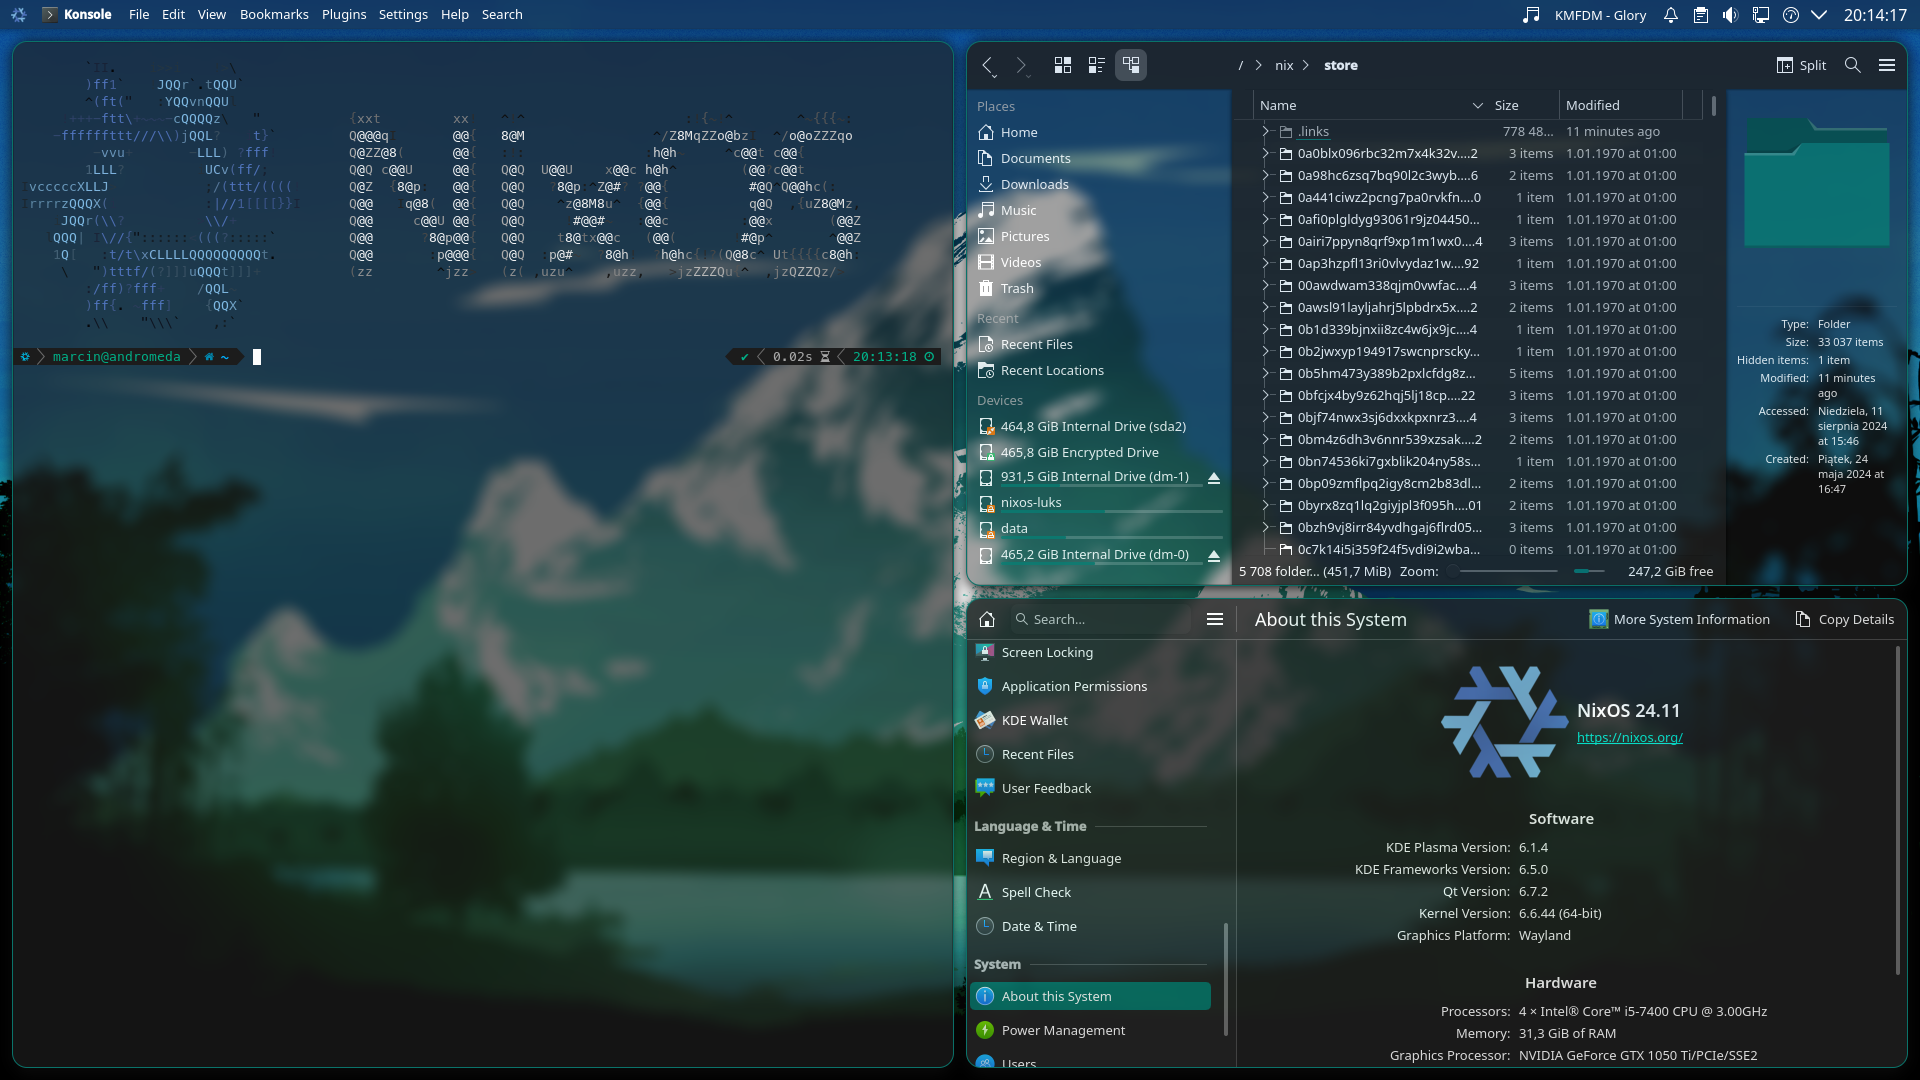 Konsole File Edit View Bookmarks Plugins Settings Help Search
KMFDM - Glory 20:14:17
marcin@andromeda ~
✔ 0.02s 20:13:18
/ > nix > store
Split
Places
Home
Documents
Downloads
Music
Pictures
Videos
Trash
Recent
Recent Files
Recent Locations
Devices
464,8 GiB Internal Drive (sda2)
465,8 GiB Encrypted Drive
931,5 GiB Internal Drive (dm-1)
nixos-luks
data
465,2 GiB Internal Drive (dm-0)
Name Size Modified
.links 778 48... 11 minutes ago
0a0blx096rbc32m7x4k32v....2 3 items 1.01.1970 at 01:00
0a98hc6zsq7bq90l2c3wyb....6 2 items 1.01.1970 at 01:00
0a441ciwz2pcng7pa0rvkfn....0 1 item 1.01.1970 at 01:00
0afi0plgldyg93061r9jz04450... 1 item 1.01.1970 at 01:00
0airi7ppyn8qrf9xp1m1wx0....4 3 items 1.01.1970 at 01:00
0ap3hzpfl13ri0vlvydaz1w....92 1 item 1.01.1970 at 01:00
00awdwam338qjm0vwfac....4 3 items 1.01.1970 at 01:00
0awsl91layljahrj5lpbdrx5x....2 2 items 1.01.1970 at 01:00
0b1d339bjnxii8zc4w6jx9jc....4 1 item 1.01.1970 at 01:00
0b2jwxyp194917swcnprscky... 1 item 1.01.1970 at 01:00
0b5hm473y389b2pxlcfdg8z... 5 items 1.01.1970 at 01:00
0bfcjx4by9z62hqj5lj18cp....22 3 items 1.01.1970 at 01:00
0bjf74nwx3sj6dxxkpxnrz3....4 3 items 1.01.1970 at 01:00
0bm4z6dh3v6nnr539xzsak....2 2 items 1.01.1970 at 01:00
0bn74536ki7gxblik204ny58s... 1 item 1.01.1970 at 01:00
0bp09zmflpq2igy8cm2b83dl... 2 items 1.01.1970 at 01:00
0byrx8zq1lq2giyjpl3f095h....01 2 items 1.01.1970 at 01:00
0bzh9vj8irr84yvdhgaj6flrd05... 3 items 1.01.1970 at 01:00
0c7k14i5j359f24f5vdj9j2wba... 0 items 1.01.1970 at 01:00
5 708 folder... (451,7 MiB) Zoom: 247,2 GiB free
Type: Folder
Size: 33 037 items
Hidden items: 1 item
Modified: 11 minutes
ago
Accessed: Niedziela, 11
sierpnia 2024
at 15:46
Created: Piątek, 24
maja 2024 at
16:47
Search...
Screen Locking
Application Permissions
KDE Wallet
Recent Files
User Feedback
Language & Time
Region & Language
Spell Check
Date & Time
System
About this System
Power Management
Users
About this System
More System Information
Copy Details
NixOS 24.11
https://nixos.org/
Software
KDE Plasma Version: 6.1.4
KDE Frameworks Version: 6.5.0
Qt Version: 6.7.2
Kernel Version: 6.6.44 (64-bit)
Graphics Platform: Wayland
Hardware
Processors: 4 × Intel® Core™ i5-7400 CPU @ 3.00GHz
Memory: 31,3 GiB of RAM
Graphics Processor: NVIDIA GeForce GTX 1050 Ti/PCIe/SSE2